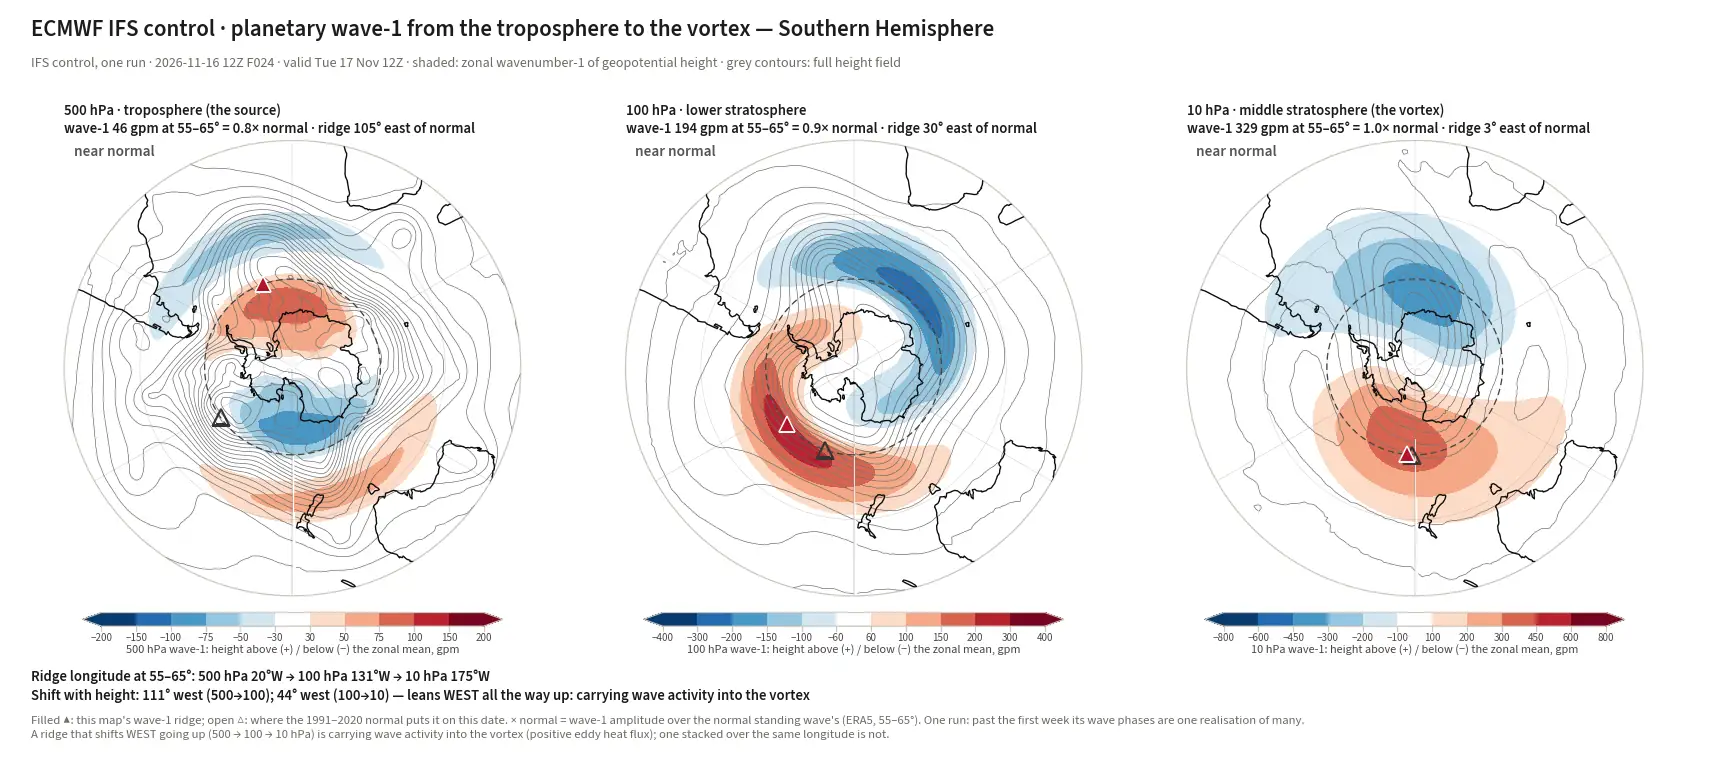 ECMWF IFS control · planetary wave-1 from the troposphere to the vortex — Southern Hemisphere
IFS control, one run · 2026-11-16 12Z F024 · valid Tue 17 Nov 12Z · shaded: zonal wavenumber-1 of geopotential height · grey contours: full height field
500 hPa · troposphere (the source)
wave-1 46 gpm at 55–65° = 0.8× normal · ridge 105° east of normal
near normal
100 hPa · lower stratosphere
wave-1 194 gpm at 55–65° = 0.9× normal · ridge 30° east of normal
near normal
10 hPa · middle stratosphere (the vortex)
wave-1 329 gpm at 55–65° = 1.0× normal · ridge 3° east of normal
near normal
−200 −150 −100 −75 −50 −30 30 50 75 100 150 200
500 hPa wave-1: height above (+) / below (−) the zonal mean, gpm
−400 −300 −200 −150 −100 −60 60 100 150 200 300 400
100 hPa wave-1: height above (+) / below (−) the zonal mean, gpm
−800 −600 −450 −300 −200 −100 100 200 300 450 600 800
10 hPa wave-1: height above (+) / below (−) the zonal mean, gpm
Ridge longitude at 55–65°: 500 hPa 20°W → 100 hPa 131°W → 10 hPa 175°W
Shift with height: 111° west (500→100); 44° west (100→10) — leans WEST all the way up: carrying wave activity into the vortex
Filled ▲: this map's wave-1 ridge; open △: where the 1991–2020 normal puts it on this date. × normal = wave-1 amplitude over the normal standing wave's (ERA5, 55–65°). One run: past the first week its wave phases are one realisation of many.
A ridge that shifts WEST going up (500 → 100 → 10 hPa) is carrying wave activity into the vortex (positive eddy heat flux); one stacked over the same longitude is not.